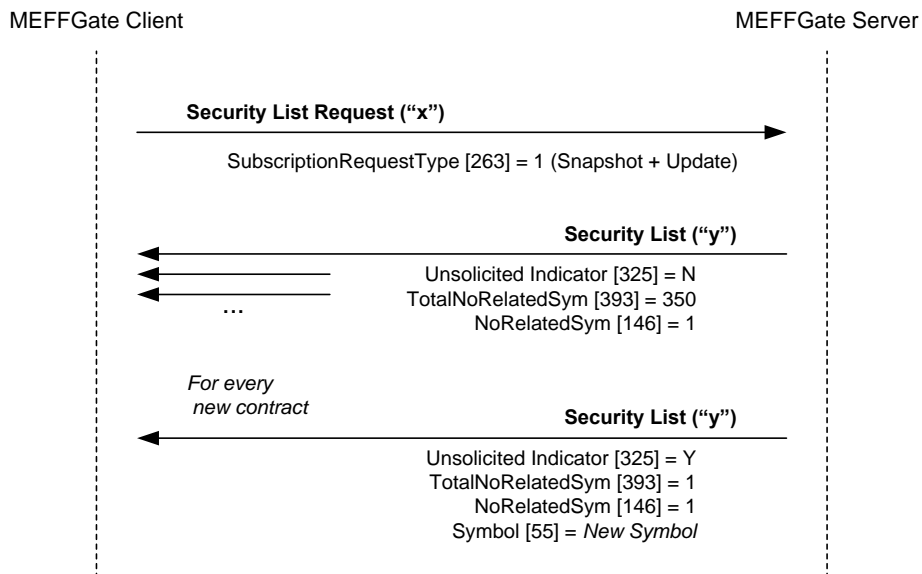 MEFFGate Client
MEFFGate Server
Security List Request (“x”)
SubscriptionRequestType [263] = 1 (Snapshot + Update)
Security List (“y”)
Unsolicited Indicator [325] = N
TotalNoRelatedSym [393] = 350
NoRelatedSym [146] = 1
...
For every
new contract
Security List (“y”)
Unsolicited Indicator [325] = Y
TotalNoRelatedSym [393] = 1
NoRelatedSym [146] = 1
Symbol [55] = New Symbol